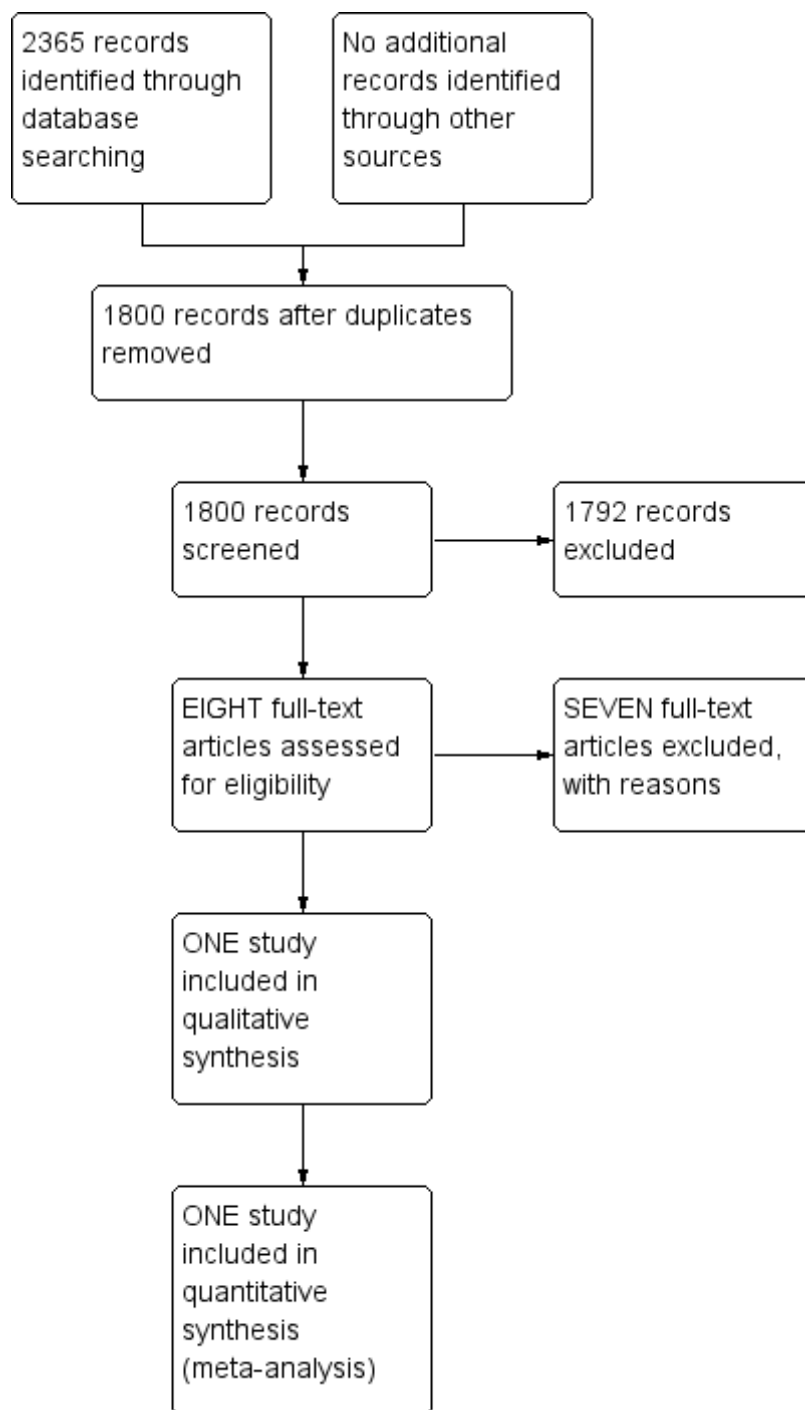 2365 records
identified through
database
searching
No additional
records identified
through other
sources
1800 records after duplicates
removed
1800 records
screened
1792 records
excluded
EIGHT full-text
articles assessed
for eligibility
SEVEN full-text
articles excluded,
with reasons
ONE study
included in
qualitative
synthesis
ONE study
included in
quantitative
synthesis
(meta-analysis)